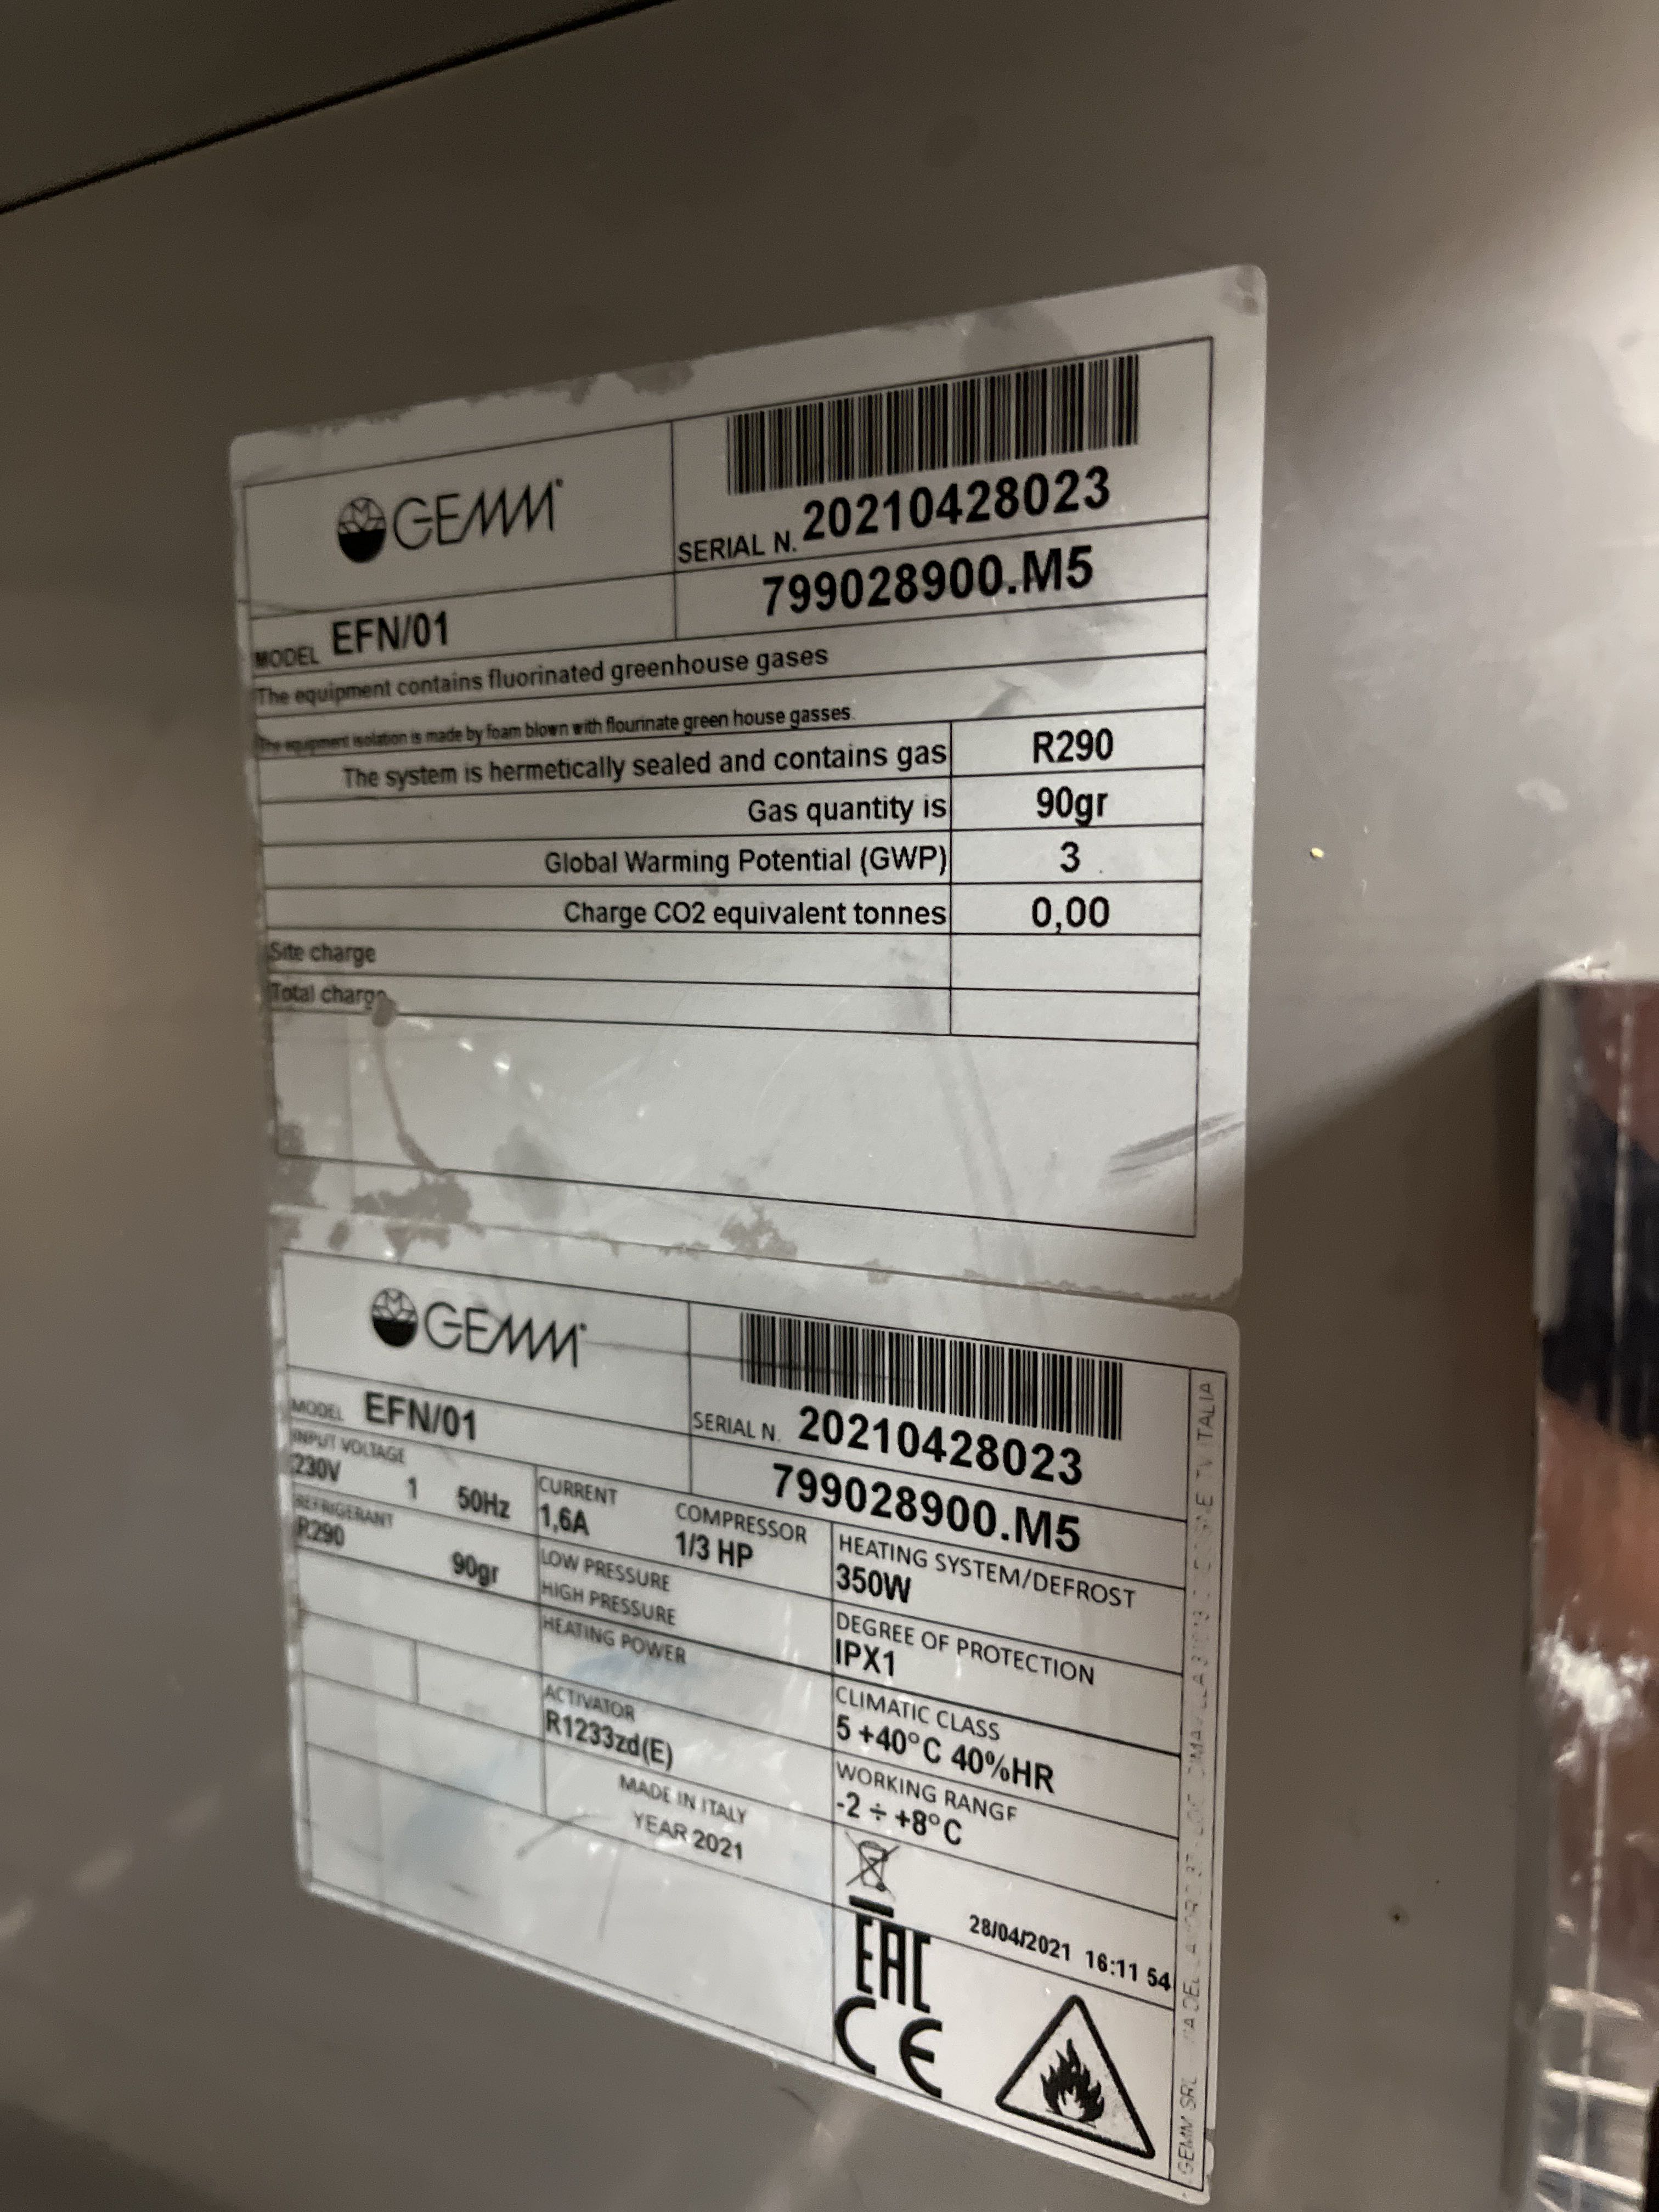 GEMM
SERIAL N. 20210428023
MODEL EFN/01
799028900.M5
The equipment contains fluorinated greenhouse gases
The equipment isolation is made by foam blown with flourinate green house gasses.
The system is hermetically sealed and contains gas R290
Gas quantity is 90gr
Global Warming Potential (GWP) 3
Charge CO2 equivalent tonnes 0,00
Site charge
Total charge
GEMM
SERIAL N. 20210428023
MODEL EFN/01
799028900.M5
INPUT VOLTAGE
230V 1 50Hz
CURRENT
1,6A
COMPRESSOR
1/3 HP
HEATING SYSTEM/DEFROST
350W
REFRIGERANT
R290 90gr
LOW PRESSURE
HIGH PRESSURE
DEGREE OF PROTECTION
IPX1
HEATING POWER
CLIMATIC CLASS
5 +40°C 40%HR
ACTIVATOR
R1233zd(E)
WORKING RANGE
-2 ÷ +8°C
MADE IN ITALY
YEAR 2021
28/04/2021 16:11 54
EAC
CE
GEMM SRL
TV ITALIA